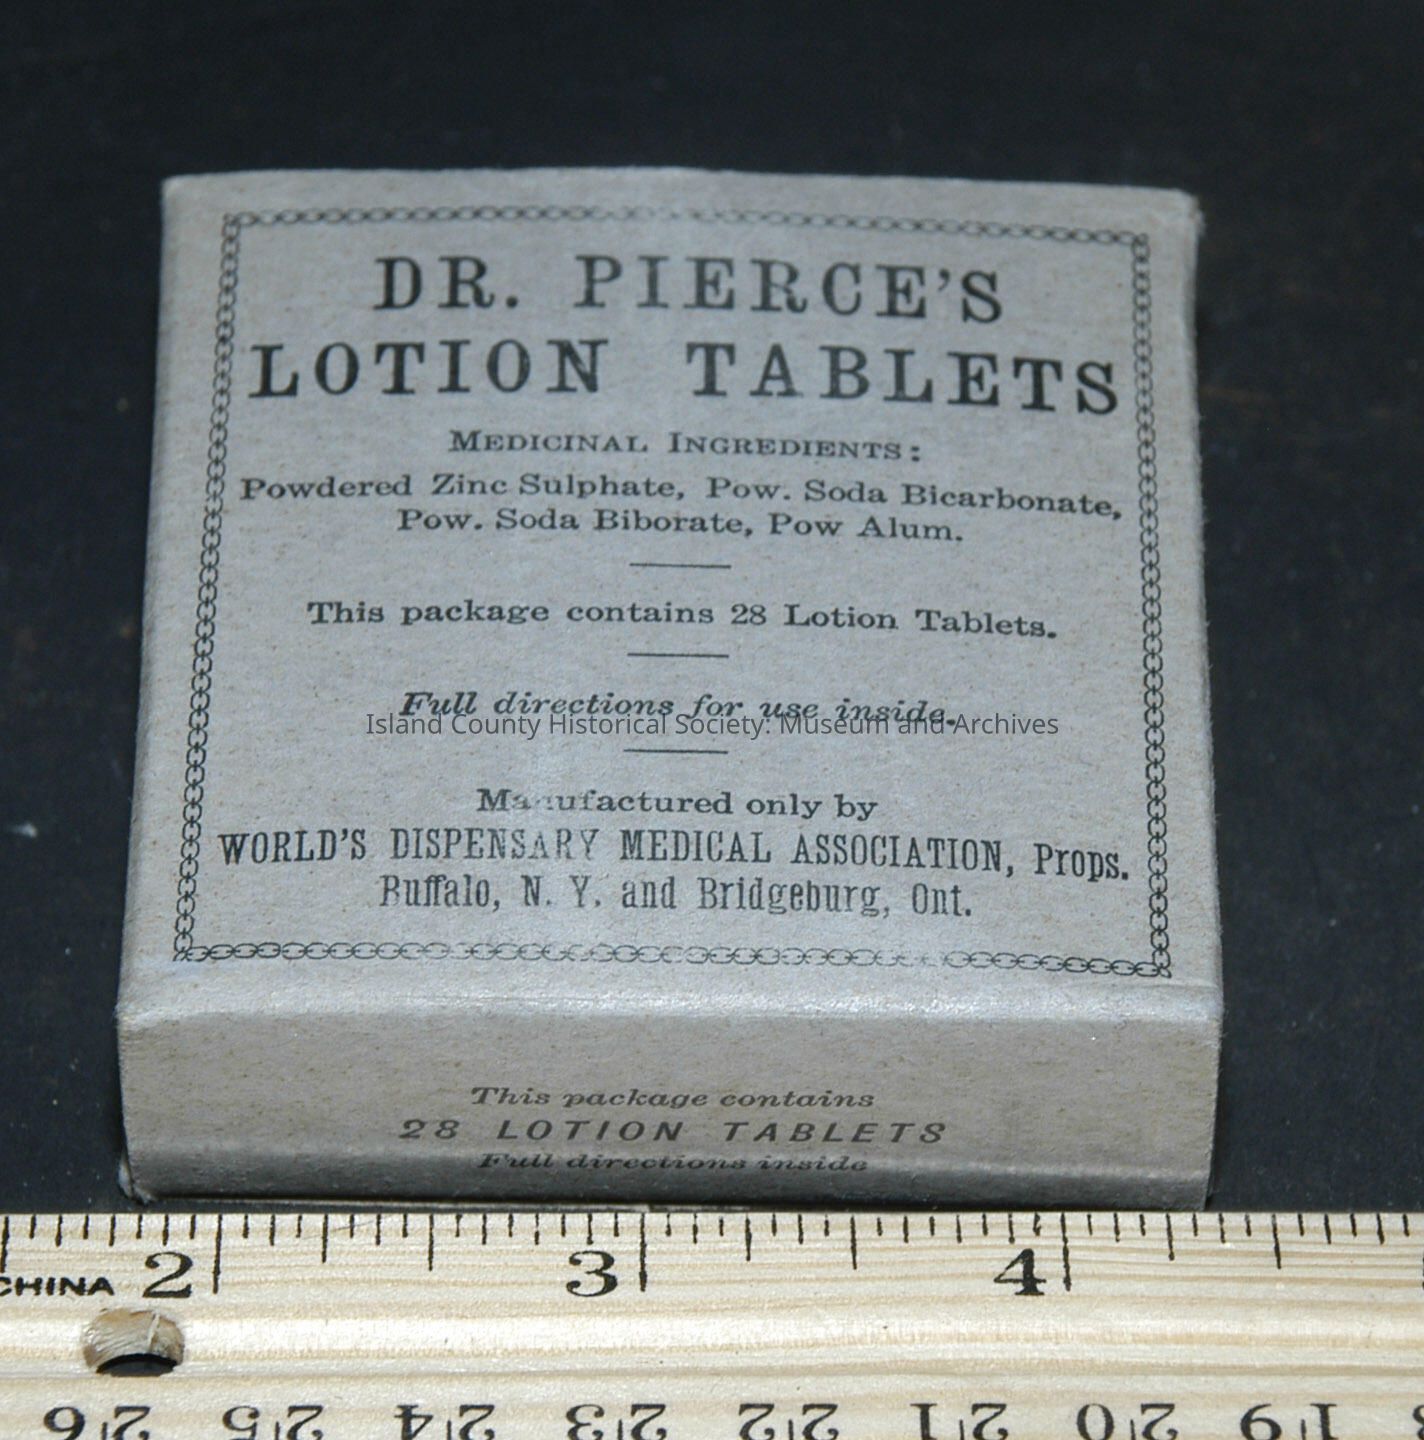 DR. PIERCE'S
LOTION TABLETS
MEDICINAL INGREDIENTS:
Powdered Zinc Sulphate, Pow. Soda Bicarbonate,
Pow. Soda Biborate, Pow Alum.
This package contains 28 Lotion Tablets.
Full directions for use inside.
Island County Historical Society: Museum and Archives
Manufactured only by
WORLD'S DISPENSARY MEDICAL ASSOCIATION, Props.
Buffalo, N. Y. and Bridgeburg, Ont.
This package contains
28 LOTION TABLETS
Full directions inside
CHINA 2 3 4
26 25 24 23 22 21 20 19